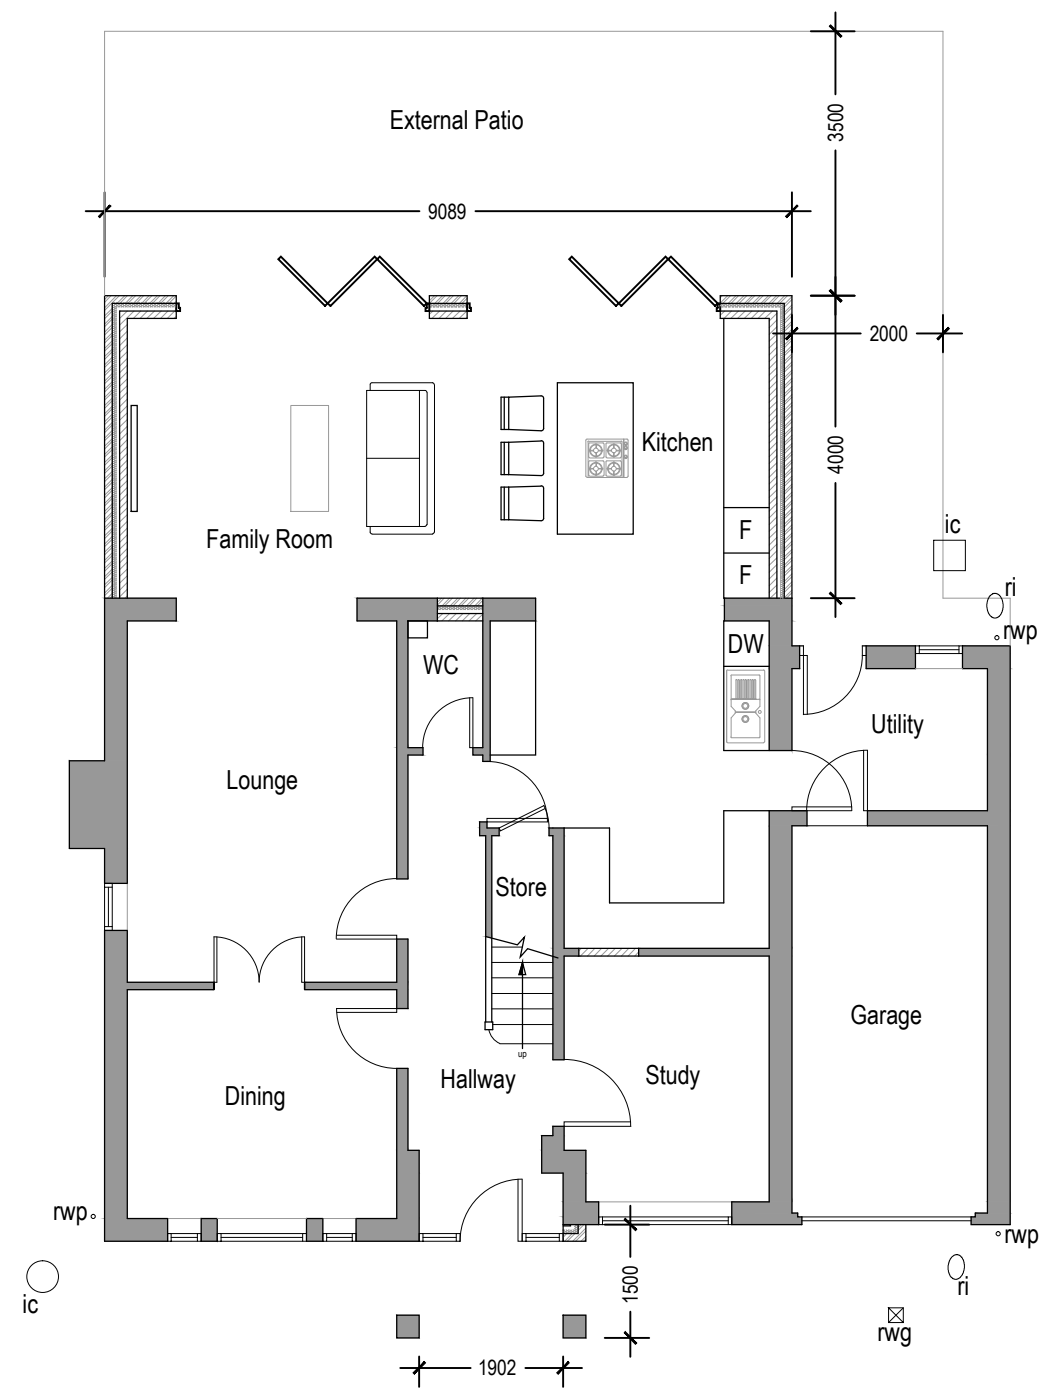 External Patio
3500
9089
2000
4000
Kitchen
Family Room
F
F
ic
ri
rwp
DW
WC
Utility
Lounge
Store
up
Garage
Hallway
Study
Dining
rwp
rwp
ic
ri
1500
rwg
1902